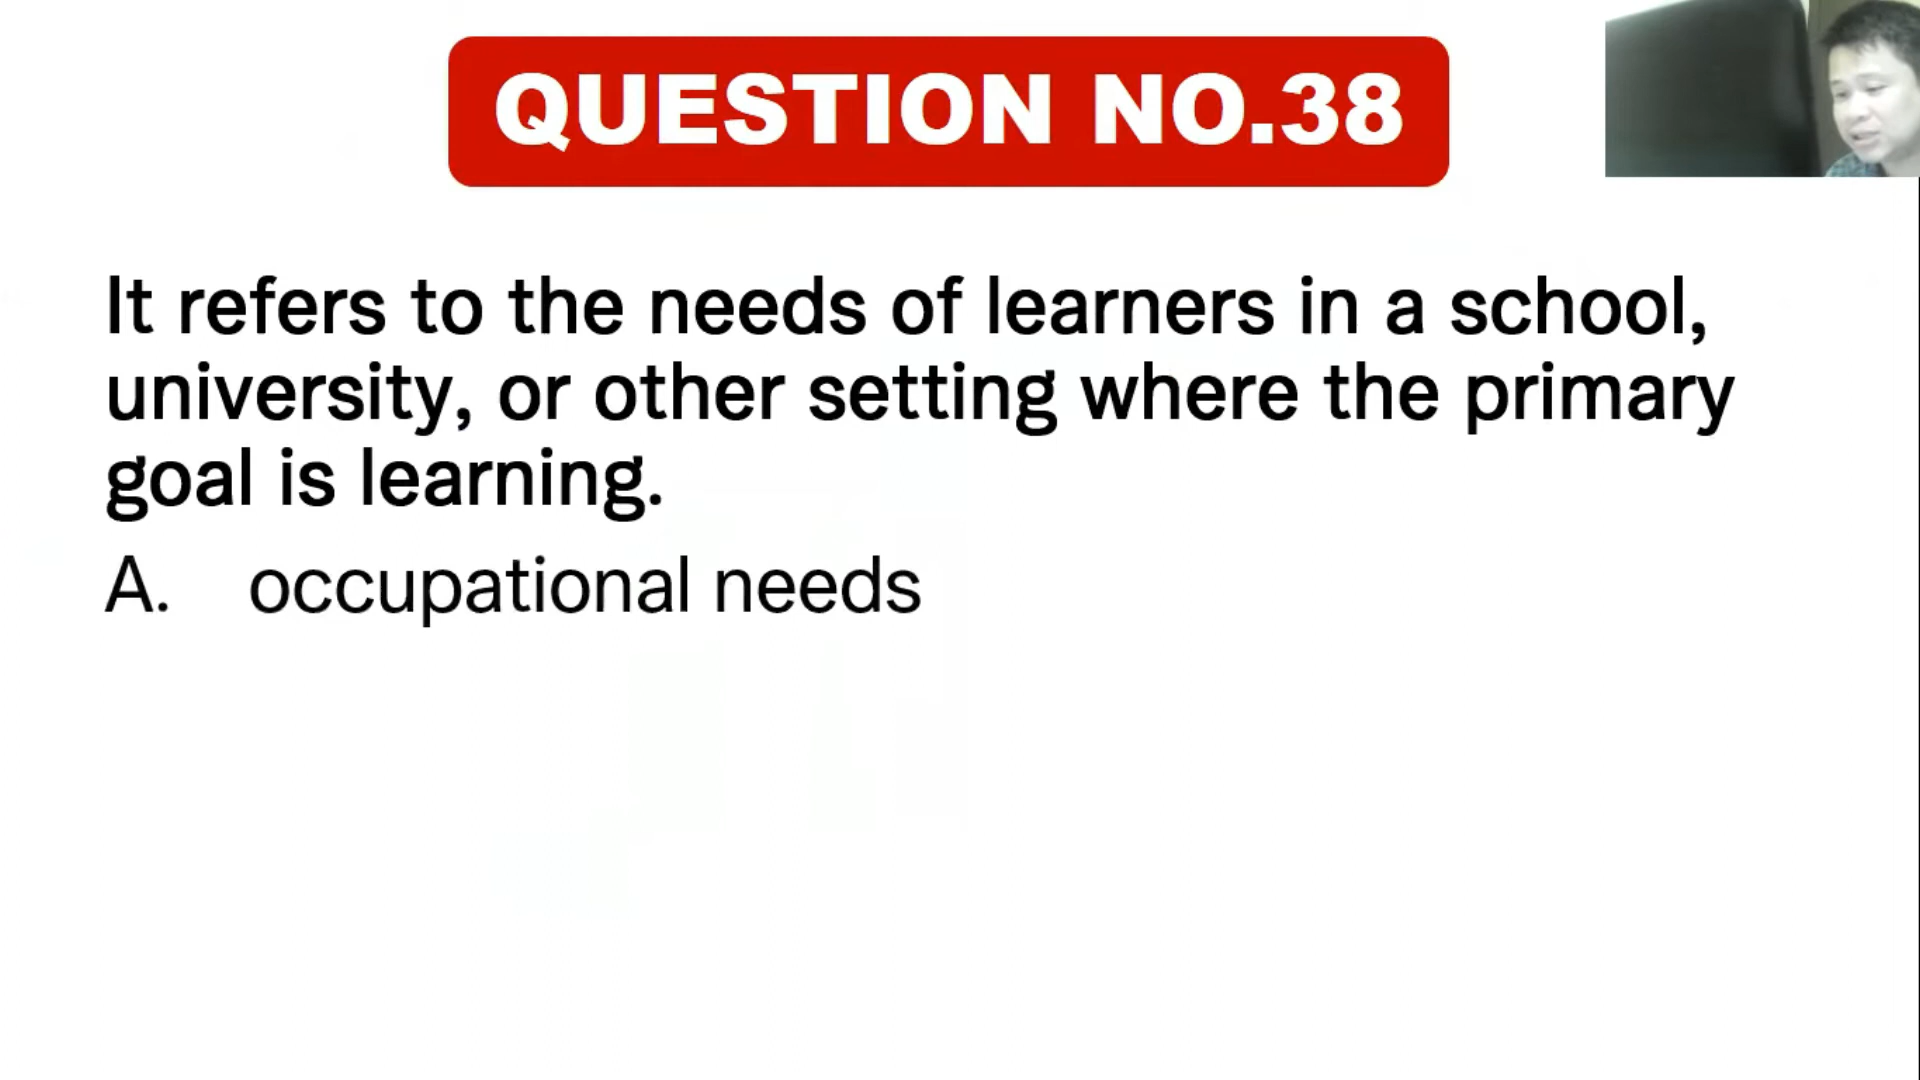 QUESTION NO.38
It refers to the needs of learners in a school,
university, or other setting where the primary
goal is learning.
A. occupational needs